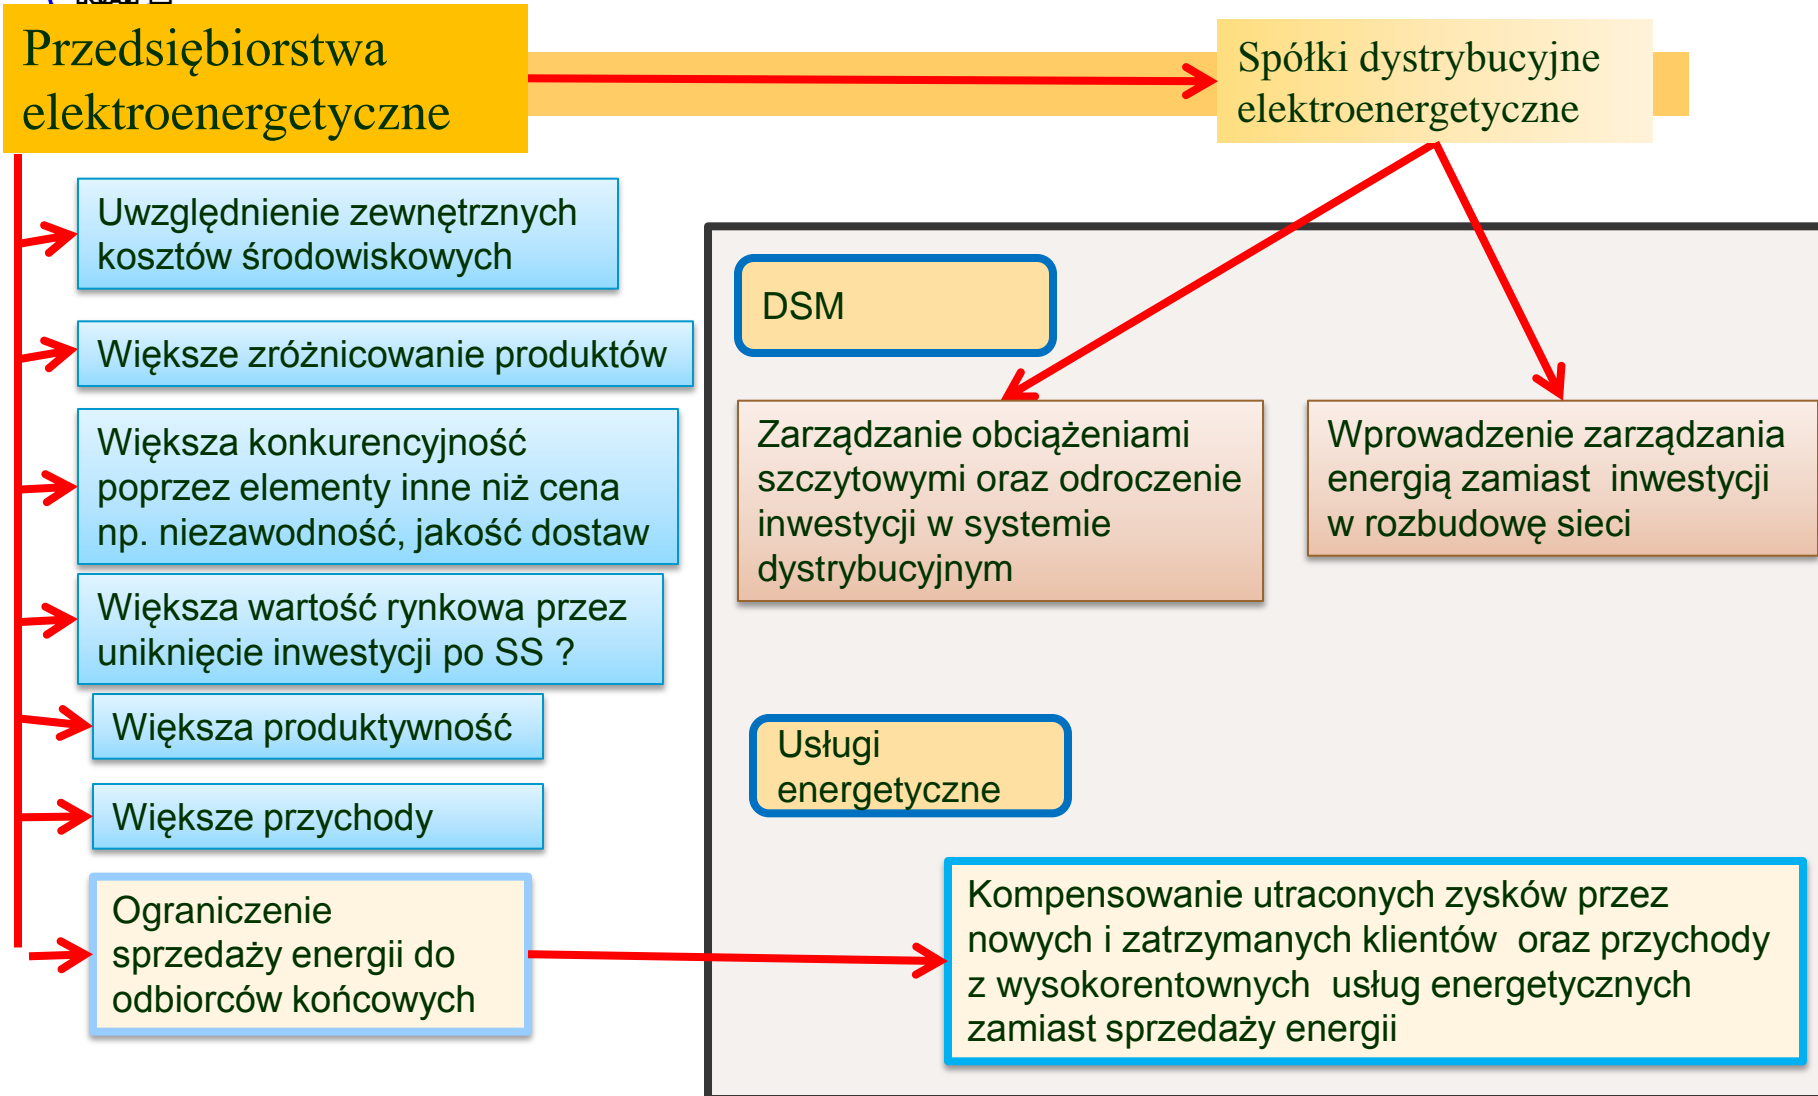 Przedsiębiorstwa
elektroenergetyczne
Spółki dystrybucyjne
elektroenergetyczne
Uwzględnienie zewnętrznych
kosztów środowiskowych
Większe zróżnicowanie produktów
Większa konkurencyjność
poprzez elementy inne niż cena
np. niezawodność, jakość dostaw
Większa wartość rynkowa przez
uniknięcie inwestycji po SS ?
Większa produktywność
Większe przychody
Ograniczenie
sprzedaży energii do
odbiorców końcowych
DSM
Zarządzanie obciążeniami
szczytowymi oraz odroczenie
inwestycji w systemie
dystrybucyjnym
Wprowadzenie zarządzania
energią zamiast inwestycji
w rozbudowę sieci
Usługi
energetyczne
Kompensowanie utraconych zysków przez
nowych i zatrzymanych klientów oraz przychody
z wysokorentownych usług energetycznych
zamiast sprzedaży energii